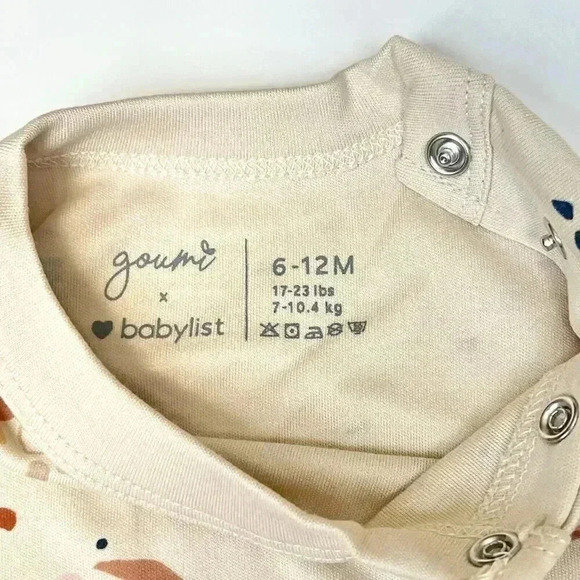 goumi
x
babylist
6-12M
17-23 lbs
7-10.4 kg